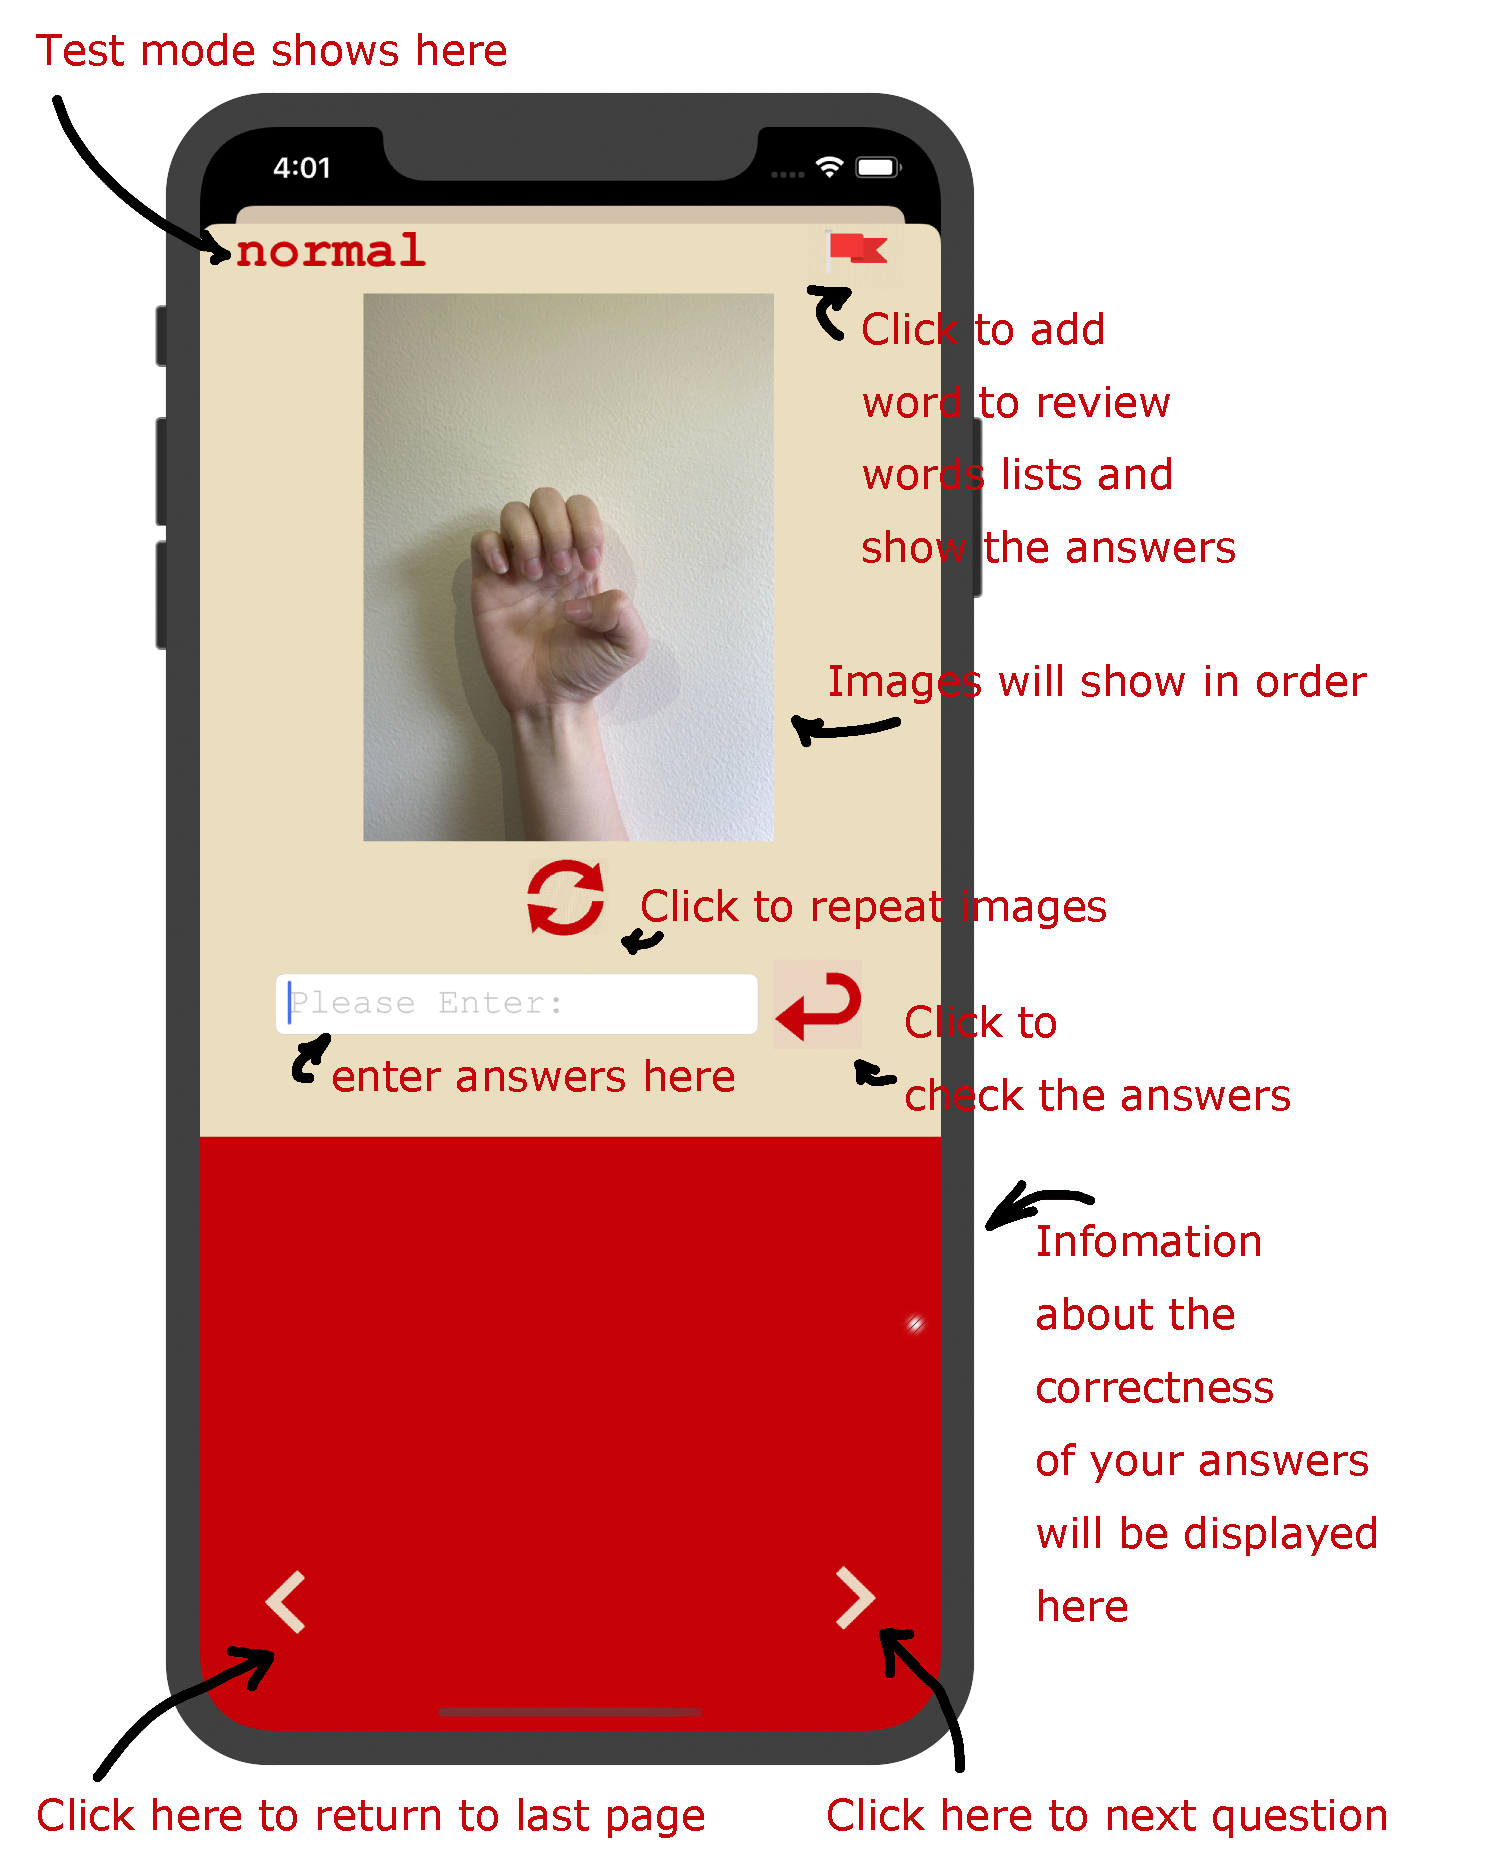 Test mode shows here
4:01
normal
Click to add
word to review
words lists and
show the answers
Images will show in order
Click to repeat images
Please Enter:
Click to
check the answers
enter answers here
Infomation
about the
correctness
of your answers
will be displayed
here
Click here to return to last page
Click here to next question